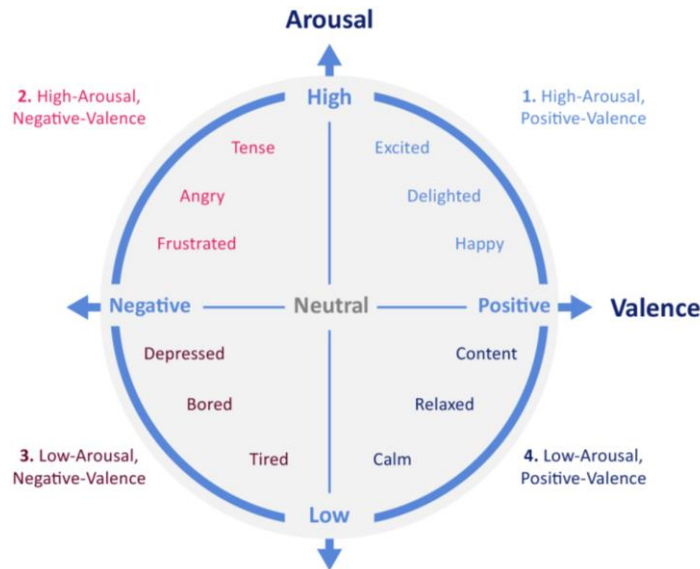 Arousal
2. High-Arousal,
Negative-Valence
High
1. High-Arousal,
Positive-Valence
Tense
Excited
Angry
Delighted
Frustrated
Happy
Negative
Neutral
Positive
Valence
Depressed
Content
Bored
Relaxed
3. Low-Arousal,
Negative-Valence
Tired
Calm
4. Low-Arousal,
Positive-Valence
Low